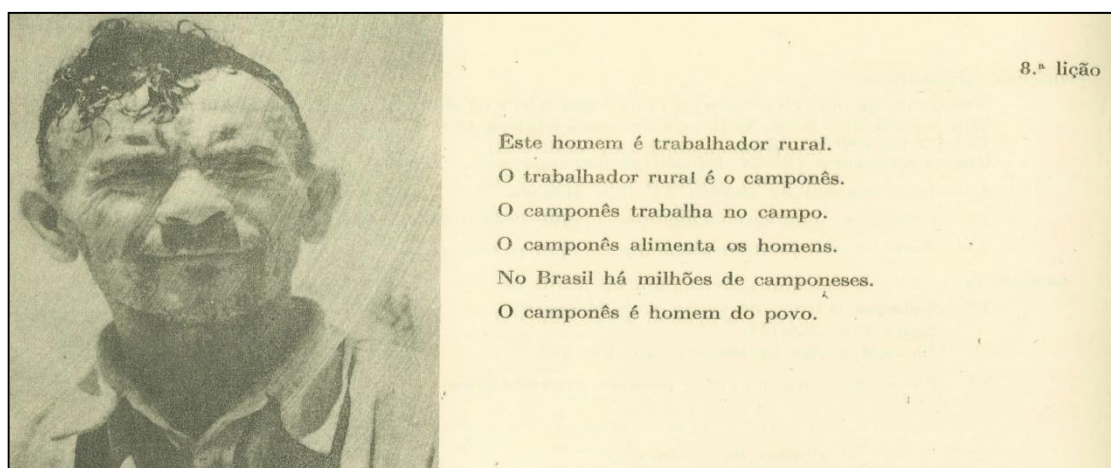 8.ª lição
Este homem é trabalhador rural.
O trabalhador rural é o camponês.
O camponês trabalha no campo.
O camponês alimenta os homens.
No Brasil há milhões de camponeses.
O camponês é homem do povo.